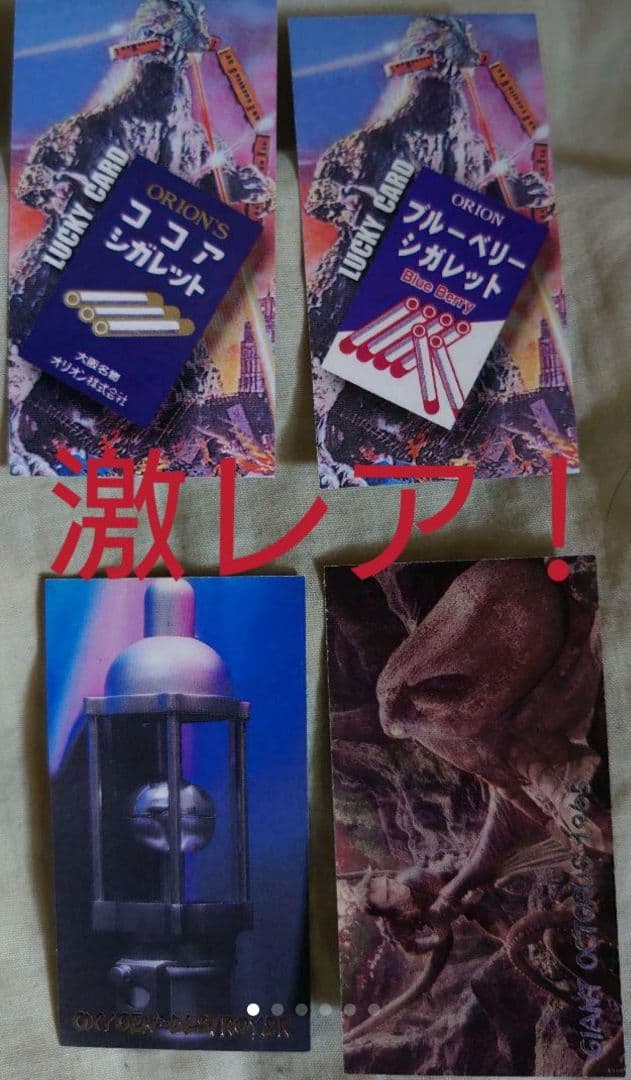 LUCKY CARD
ORION'S
ココア
シガレット
大阪名物
オリオン株式会社
LUCKY CARD
ORION
ブルーベリー
シガレット
Blue Berry
激レア!
OXYGEN-DESTROYER
GIANT OCTOPUS 1965